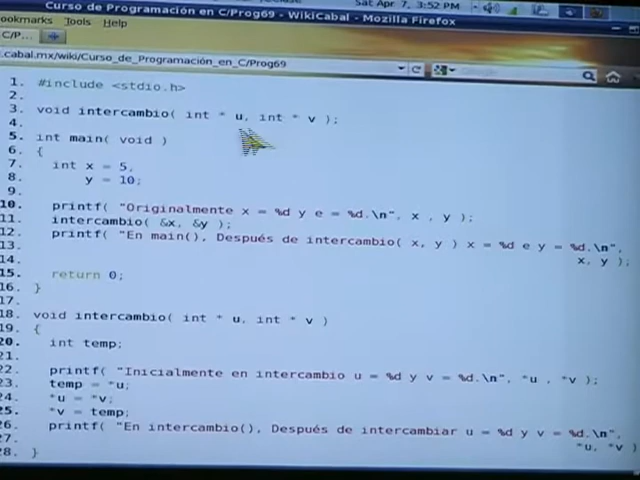 Curso de Programación en C/Prog69 - WikiCabal - Mozilla Firefox
Sat Apr 7, 3:52 PM
ookmarks Tools Help
C/P...
.cabal.mx/wiki/Curso_de_Programación_en_C/Prog69
1. #include <stdio.h>
2.
3. void intercambio( int * u, int * v );
4.
5. int main( void )
6. {
7. int x = 5,
8. y = 10;
9.
10. printf( "Originalmente x = %d y e = %d.\n", x , y );
11. intercambio( &x, &y );
12. printf( "En main(), Después de intercambio( x, y ) x = %d e y = %d.\n",
13. x, y );
14.
15. return 0;
16. }
17.
18. void intercambio( int * u, int * v )
19. {
20. int temp;
21.
22. printf( "Inicialmente en intercambio u = %d y v = %d.\n", *u , *v );
23. temp = *u;
24. *u = *v;
25. *v = temp;
26. printf( "En intercambio(), Después de intercambiar u = %d y v = %d.\n",
27. *u, *v )
28. }